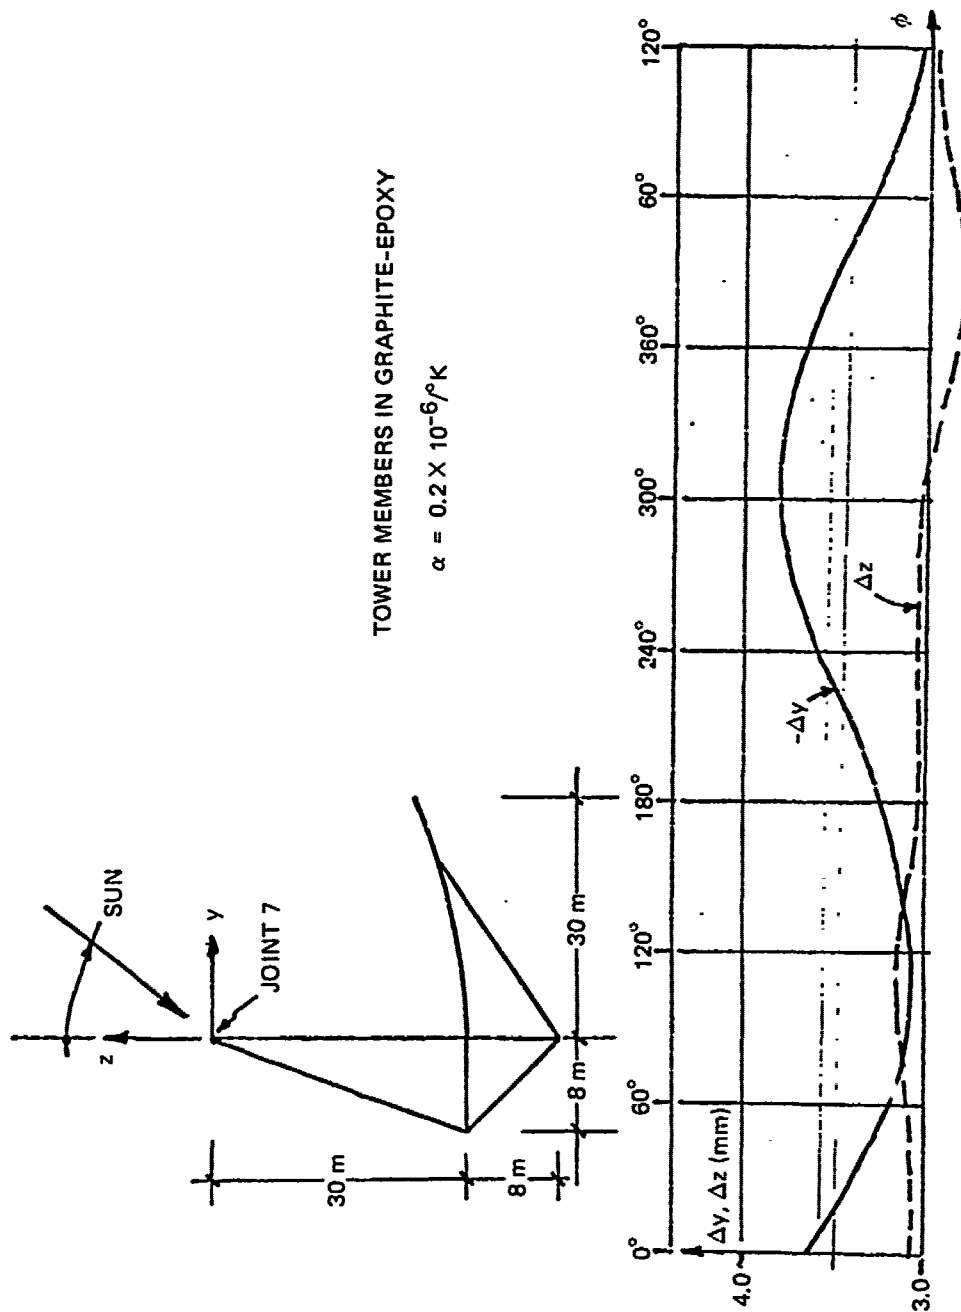 TOWER MEMBERS IN GRAPHITE-EPOXY
α = 0.2 X 10⁻⁶/°K
SUN
z
y
JOINT 7
30 m
8 m
8 m
30 m
Δy, Δz (mm)
4.0
3.0
0°
60°
120°
180°
240°
300°
360°
60°
120°
-Δy
Δz
φ